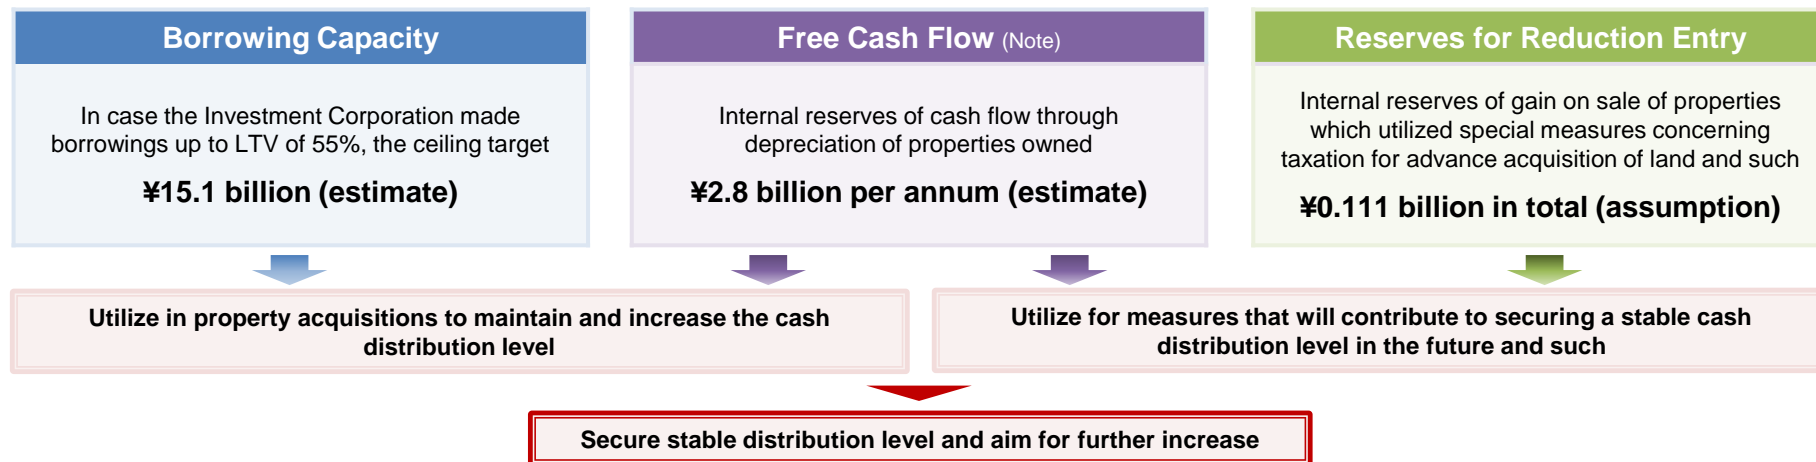 Borrowing Capacity
In case the Investment Corporation made
borrowings up to LTV of 55%, the ceiling target
¥15.1 billion (estimate)
Free Cash Flow (Note)
Internal reserves of cash flow through
depreciation of properties owned
¥2.8 billion per annum (estimate)
Reserves for Reduction Entry
Internal reserves of gain on sale of properties
which utilized special measures concerning
taxation for advance acquisition of land and such
¥0.111 billion in total (assumption)
Utilize in property acquisitions to maintain and increase the cash
distribution level
Utilize for measures that will contribute to securing a stable cash
distribution level in the future and such
Secure stable distribution level and aim for further increase